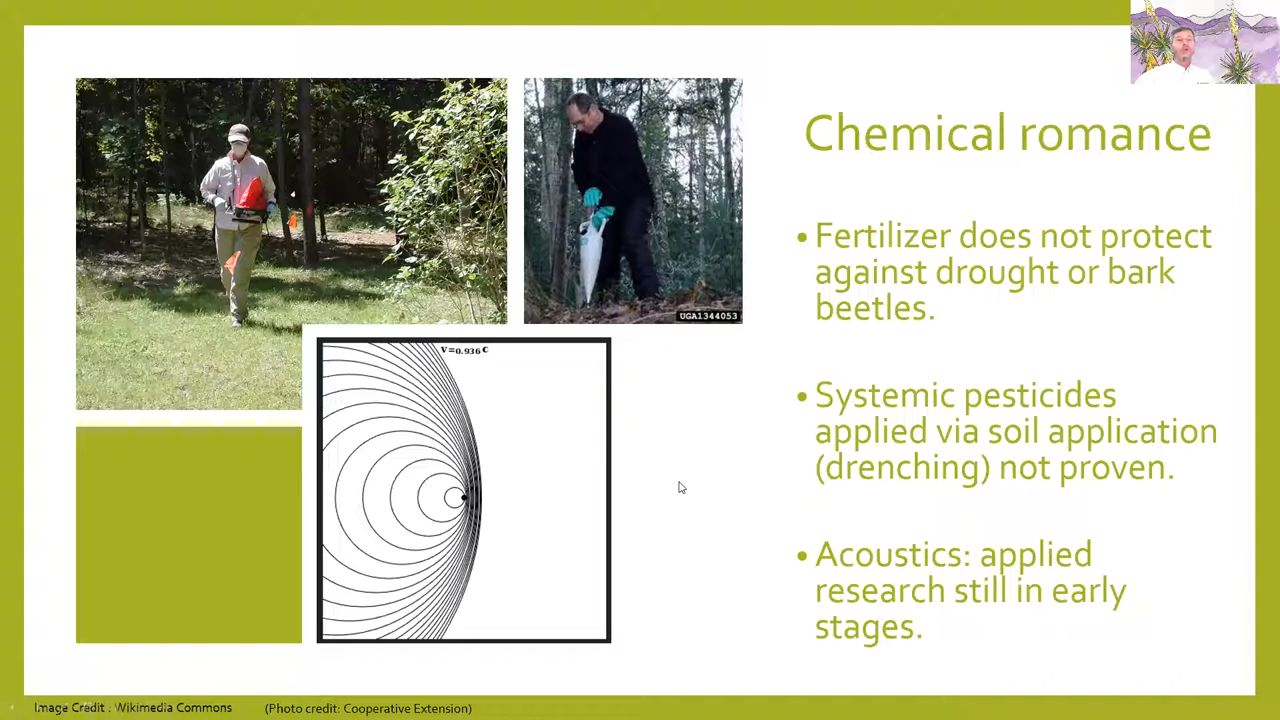 Chemical romance
• Fertilizer does not protect
against drought or bark
beetles.
• Systemic pesticides
applied via soil application
(drenching) not proven.
• Acoustics: applied
research still in early
stages.
UGA1344053
v=0.936 c
Image Credit : Wikimedia Commons
(Photo credit: Cooperative Extension)